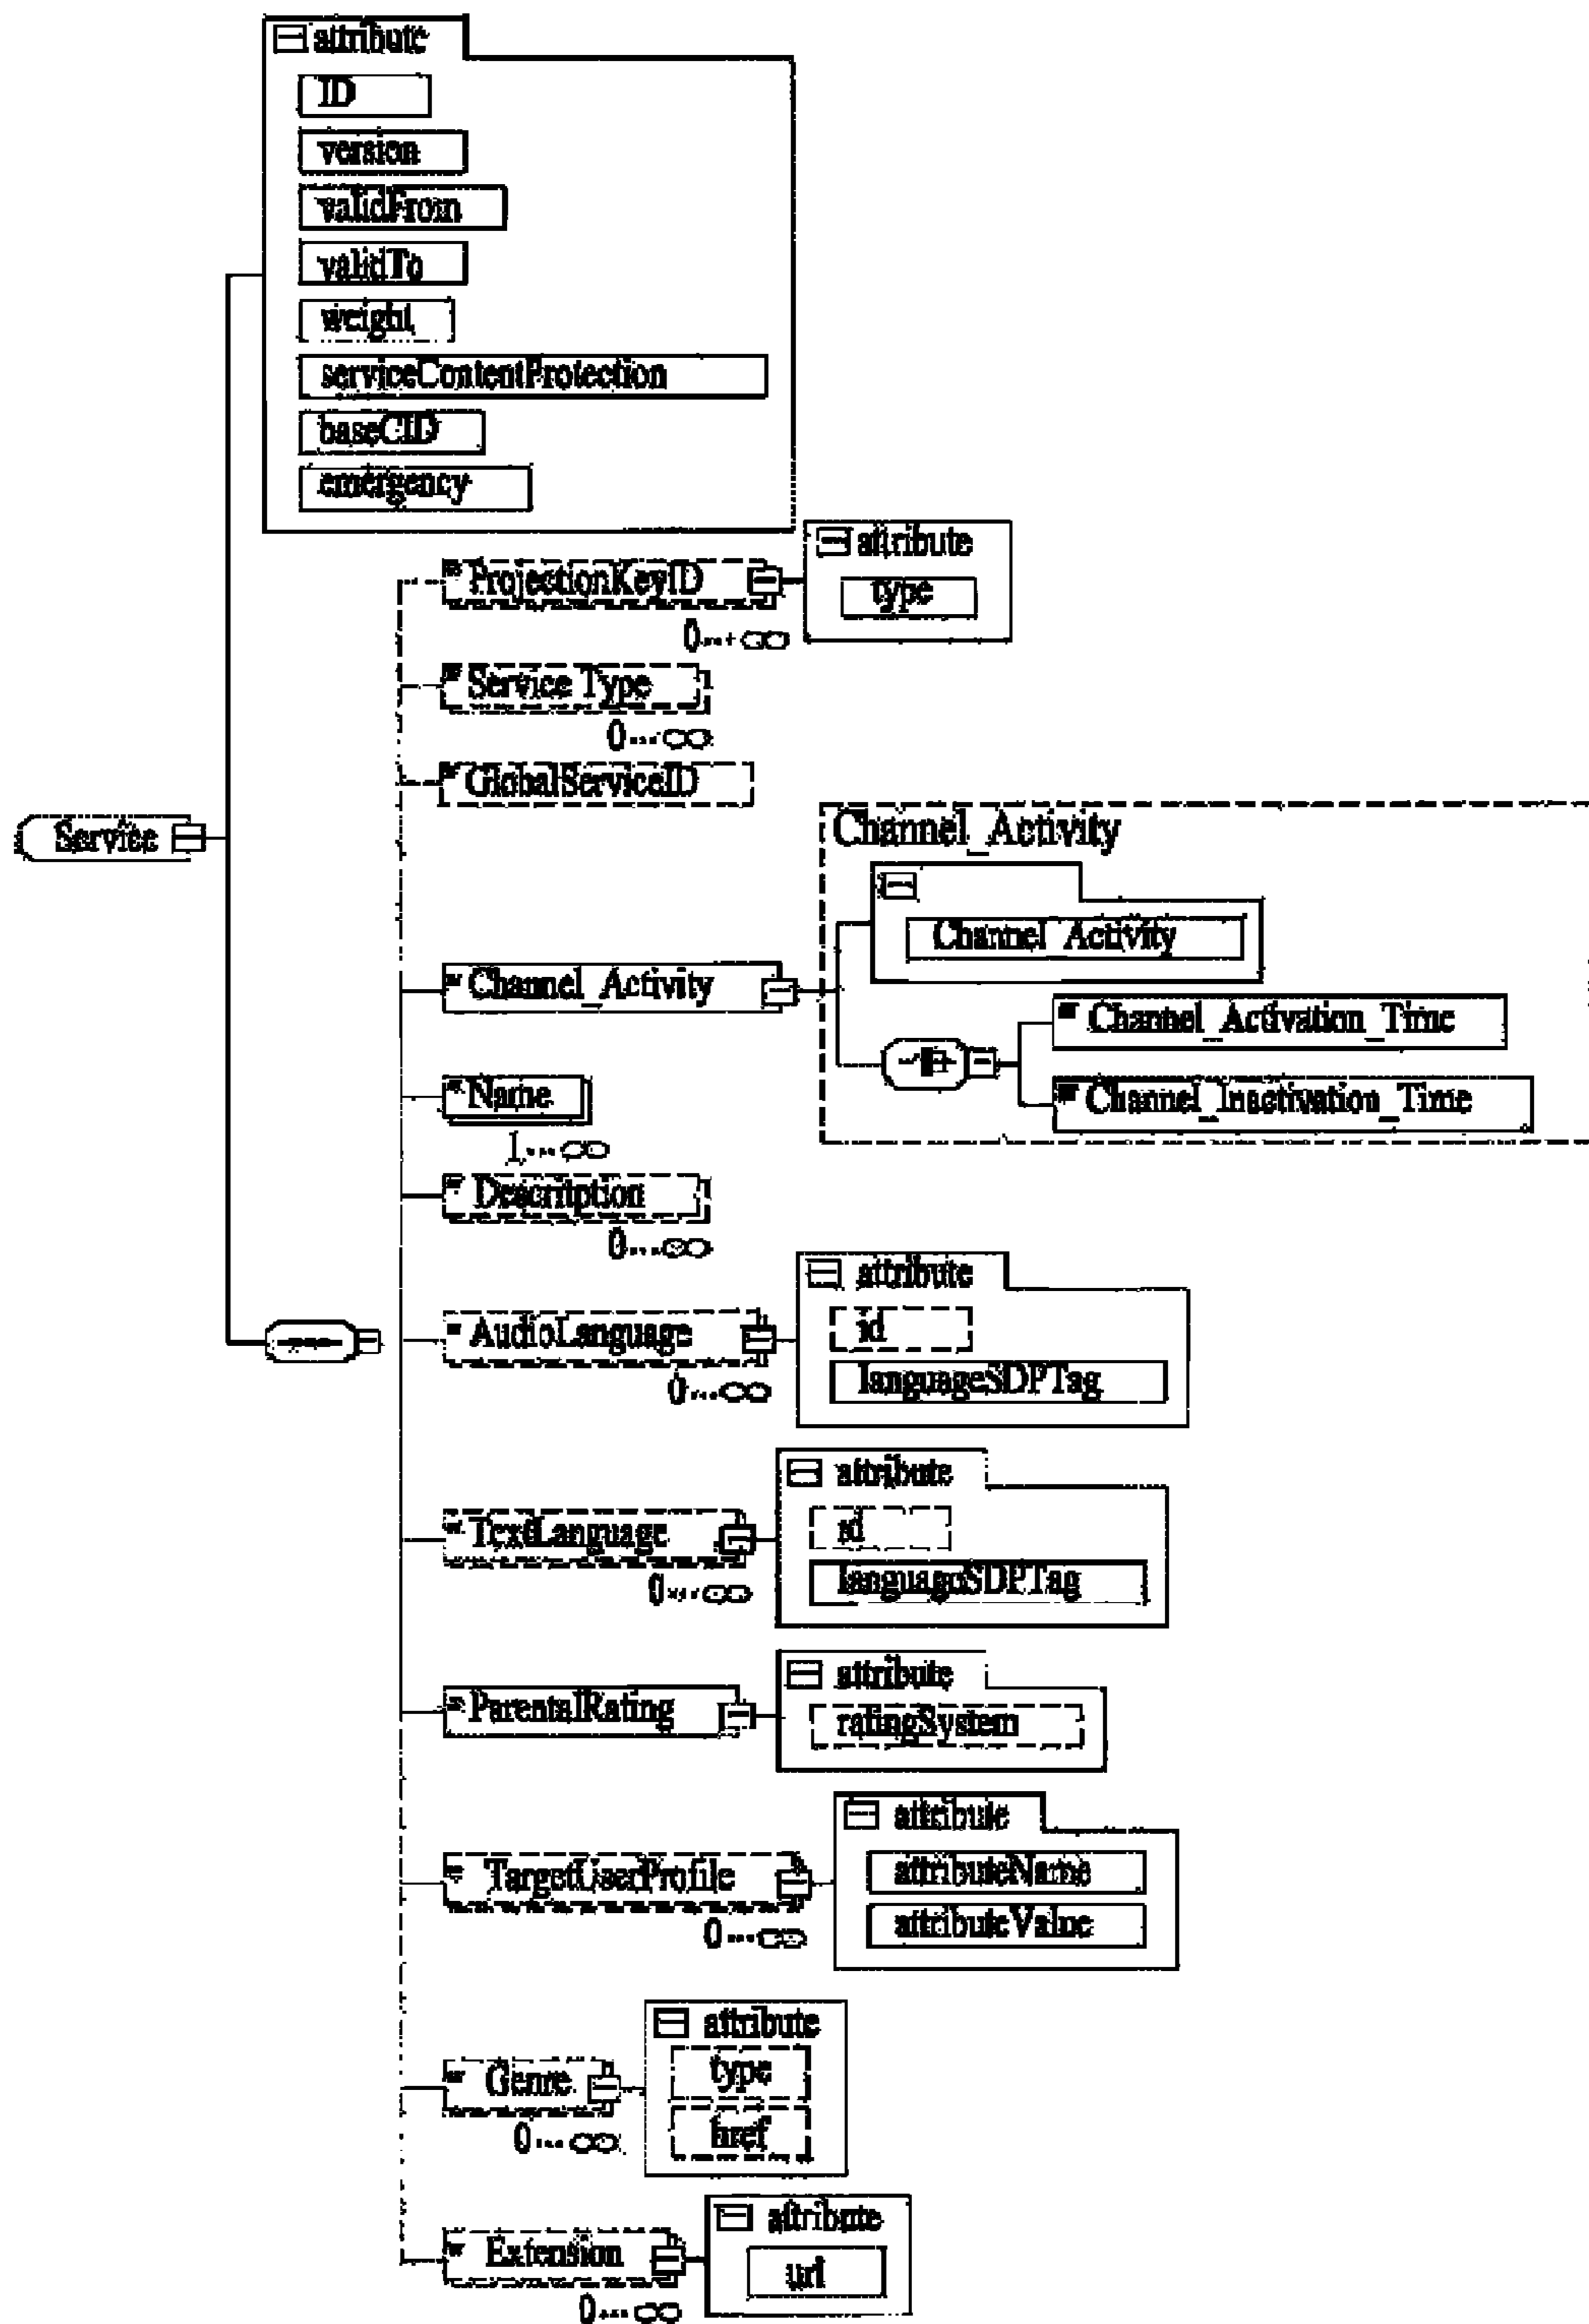 attribute
ID
version
validFrom
validTo
weight
serviceContentProtection
baseCID
emergency
Service
ProjectionKeyID
0...+∞
attribute
type
Service Type
0...∞
GlobalServiceID
Channel_Activity
Channel_Activity
Channel_Activity
Channel_Activation_Time
Channel_Inactivation_Time
Name
1...∞
Description
0...∞
AudioLanguage
0...∞
attribute
id
languageSDPTag
TextLanguage
0...∞
attribute
id
languageSDPTag
ParentalRating
attribute
ratingSystem
TargetUserProfile
0...∞
attribute
attributeName
attributeValue
Genre
0...∞
attribute
type
href
Extension
0...∞
attribute
url